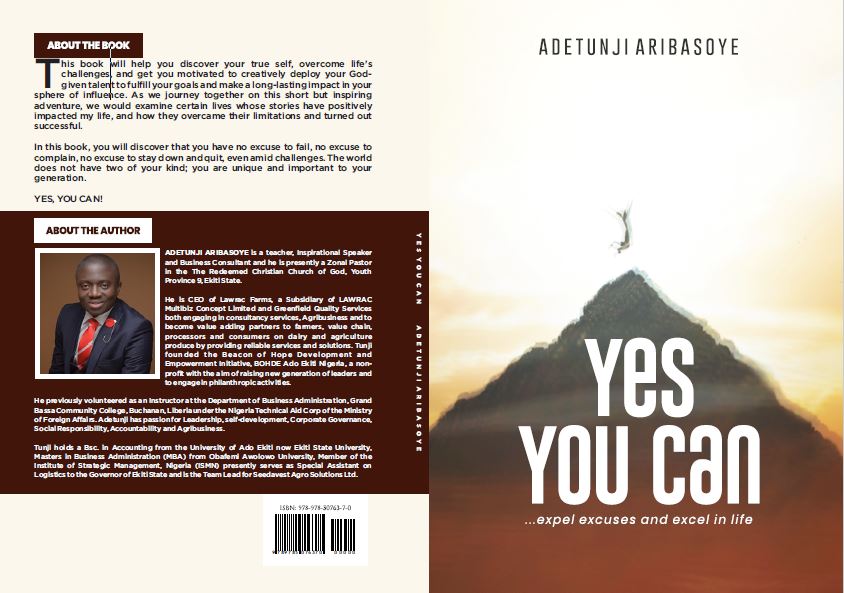 ABOUT THE BOOK
This book will help you discover your true self, overcome life's
challenges, and get you motivated to creatively deploy your God-
given talent to fulfill your goals and make a long-lasting impact in your
sphere of influence. As we journey together on this short but inspiring
adventure, we would examine certain lives whose stories have positively
impacted my life, and how they overcame their limitations and turned out
successful.
In this book, you will discover that you have no excuse to fail, no excuse to
complain, no excuse to stay down and quit, even amid challenges. The world
does not have two of your kind; you are unique and important to your
generation.
YES, YOU CAN!
ABOUT THE AUTHOR
ADETUNJI ARIBASOYE is a teacher, Inspirational Speaker
and Business Consultant and he is presently a Zonal Pastor
in the The Redeemed Christian Church of God, Youth
Province 9, Ekiti State.
He is CEO of Lawrac Farms, a Subsidiary of LAWRAC
Multibiz Concept Limited and Greenfield Quality Services
both engaging in consultancy services, Agribusiness and to
become value adding partners to farmers, value chain,
processors and consumers on dairy and agriculture
produce by providing reliable services and solutions. Tunji
founded the Beacon of Hope Development and
Empowerment Initiative, BOHDE Ado Ekiti Nigeria, a non-
profit with the aim of raising new generation of leaders and
to engage in philanthropic activities.
He previously volunteered as an Instructor at the Department of Business Administration, Grand
Bassa Community College, Buchanan, Liberia under the Nigeria Technical Aid Corp of the Ministry
of Foreign Affairs. Adetunji has passion for Leadership, self-development, Corporate Governance,
Social Responsibility, Accountability and Agribusiness.
Tunji holds a Bsc. in Accounting from the University of Ado Ekiti now Ekiti State University,
Masters in Business Administration (MBA) from Obafemi Awolowo University, Member of the
Institute of Strategic Management, Nigeria (ISMN) presently serves as Special Assistant on
Logistics to the Governor of Ekiti State and is the Team Lead for Seedavest Agro Solutions Ltd.
ISBN: 978-978-50763-7-0
YES YOU CAN ADETUNJI ARIBASOYE
ADETUNJI ARIBASOYE
Yes
YOU Can
...expel excuses and excel in life